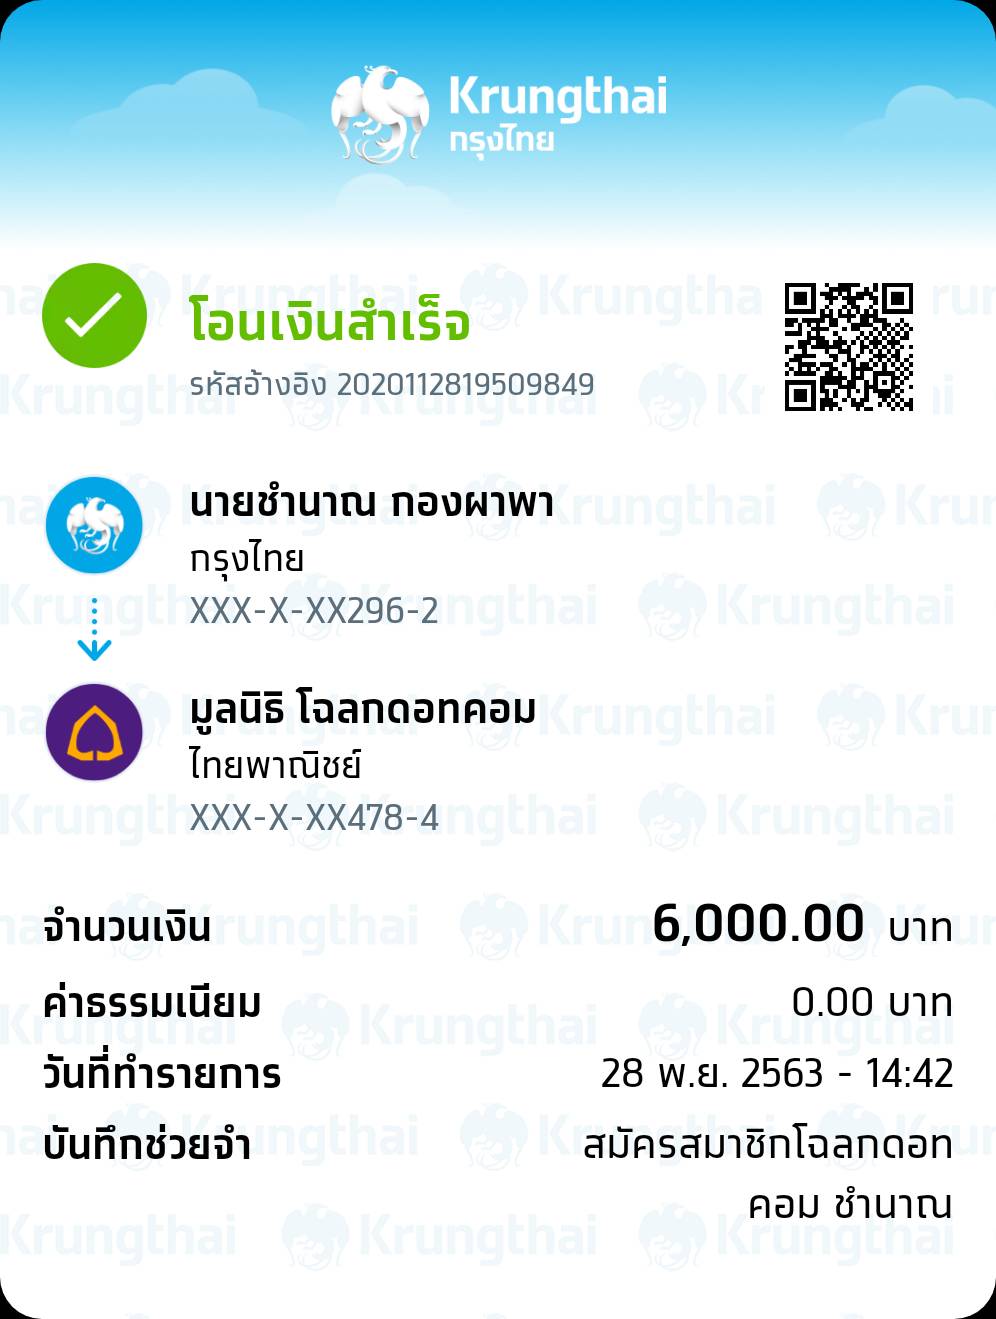 Krungthai
กรุงไทย
โอนเงินสำเร็จ
รหัสอ้างอิง 2020112819509849
นายชำนาณ กองผาพา
กรุงไทย
XXX-X-XX296-2
มูลนิธิ โฉลกดอทคอม
ไทยพาณิชย์
XXX-X-XX478-4
จำนวนเงิน 6,000.00 บาท
ค่าธรรมเนียม 0.00 บาท
วันที่ทำรายการ 28 พ.ย. 2563 - 14:42
บันทึกช่วยจำ สมัครสมาชิกโฉลกดอท
คอม ชำนาณ